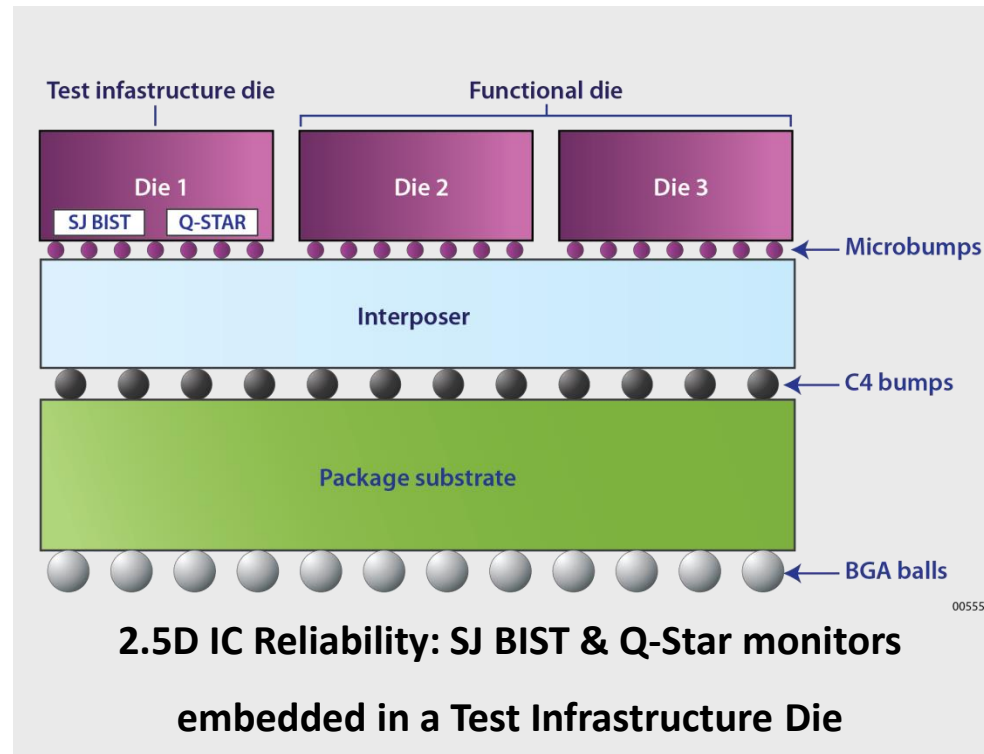 Test infastructure die
Functional die
Die 1
Die 2
Die 3
SJ BIST
Q-STAR
Microbumps
Interposer
C4 bumps
Package substrate
BGA balls
00555
2.5D IC Reliability: SJ BIST & Q-Star monitors
embedded in a Test Infrastructure Die